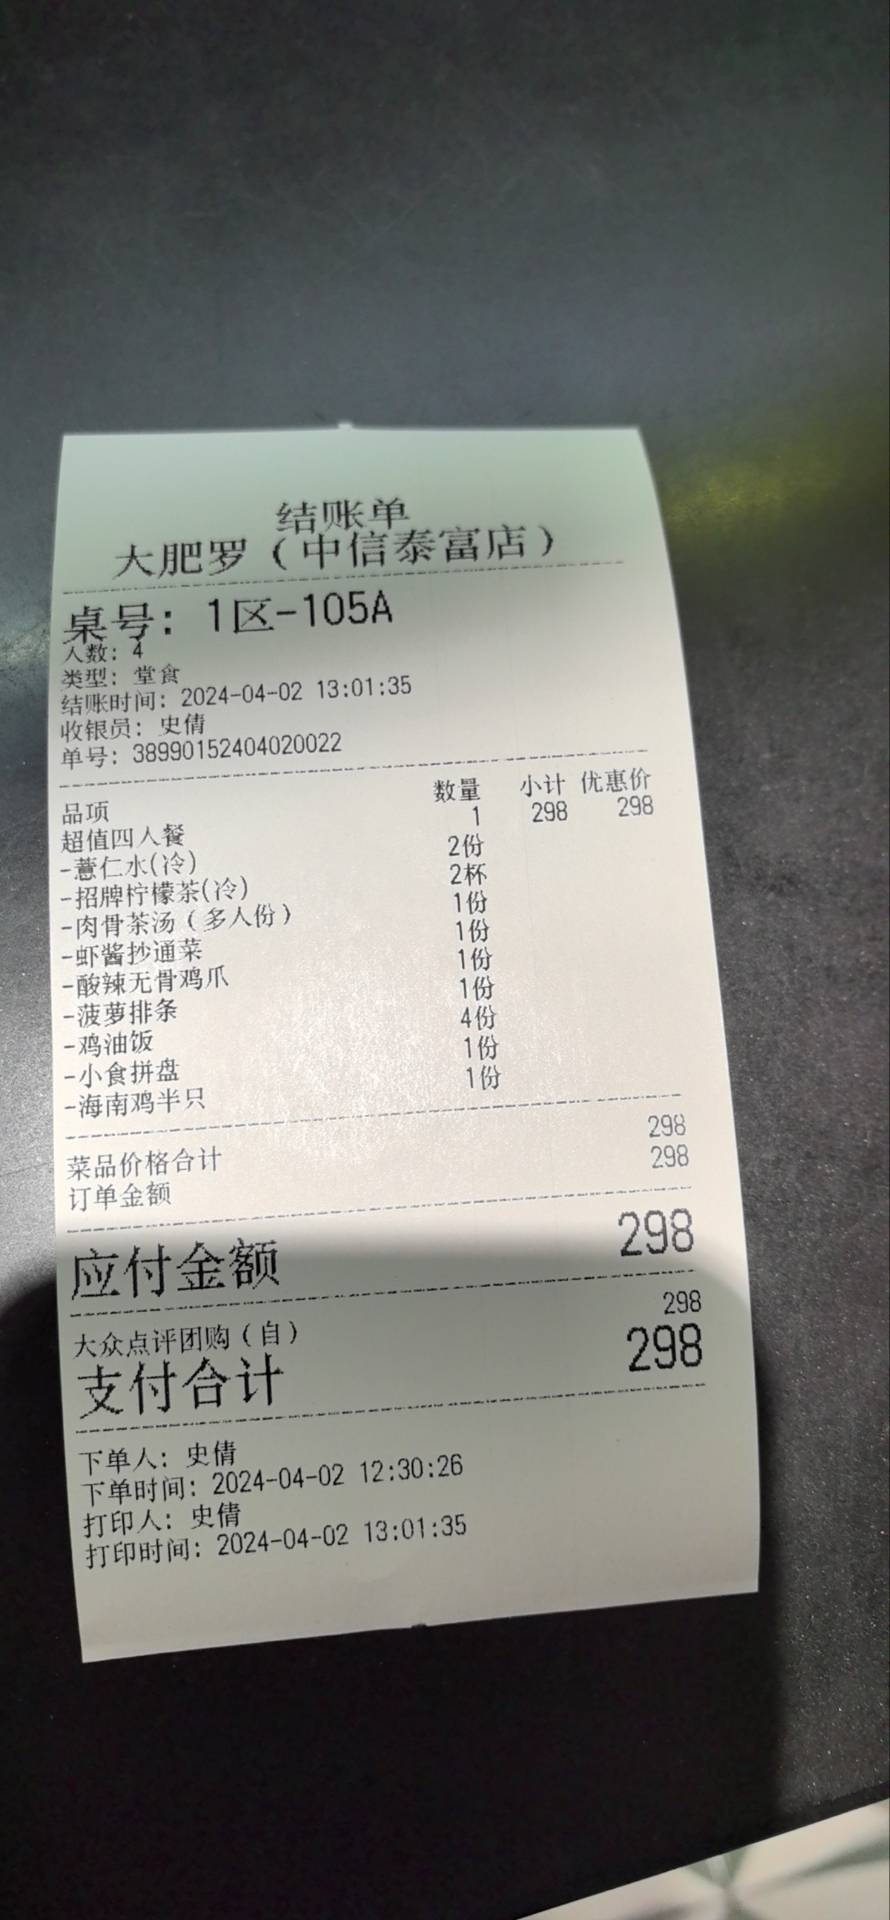 结账单
大肥罗（中信泰富店）
桌号：1区-105A
人数：4
类型：堂食
结账时间：2024-04-02 13:01:35
收银员：史倩
单号：38990152404020022
品项 数量 小计 优惠价
超值四人餐 1 298 298
-薏仁水(冷) 2份
-招牌柠檬茶(冷) 2杯
-肉骨茶汤（多人份） 1份
-虾酱抄通菜 1份
-酸辣无骨鸡爪 1份
-菠萝排条 1份
-鸡油饭 4份
-小食拼盘 1份
-海南鸡半只 1份
菜品价格合计 298
订单金额 298
应付金额 298
大众点评团购（自） 298
支付合计 298
下单人：史倩
下单时间：2024-04-02 12:30:26
打印人：史倩
打印时间：2024-04-02 13:01:35